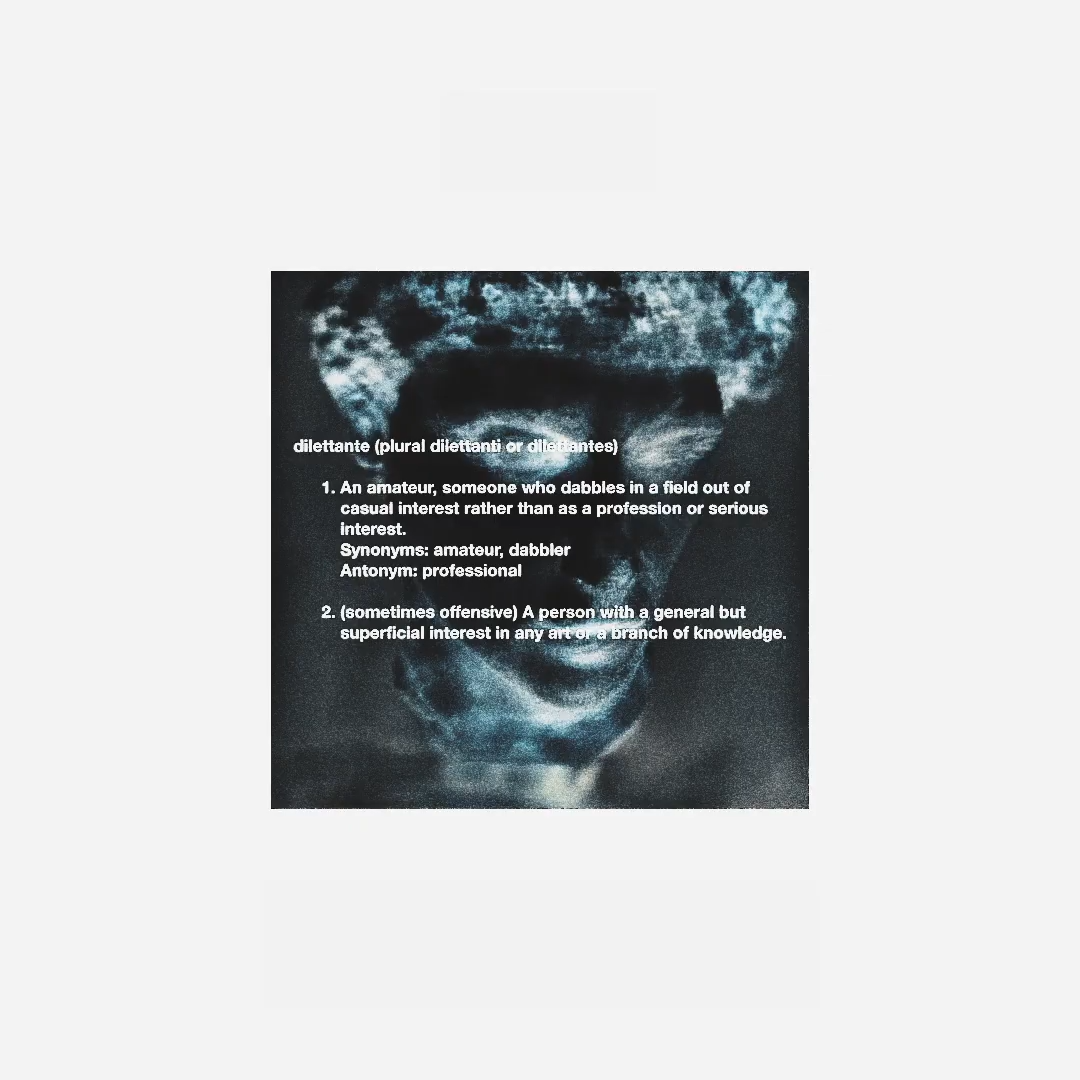 dilettante (plural dilettanti or dilettantes)
1. An amateur, someone who dabbles in a field out of
casual interest rather than as a profession or serious
interest.
Synonyms: amateur, dabbler
Antonym: professional
2. (sometimes offensive) A person with a general but
superficial interest in any art or a branch of knowledge.